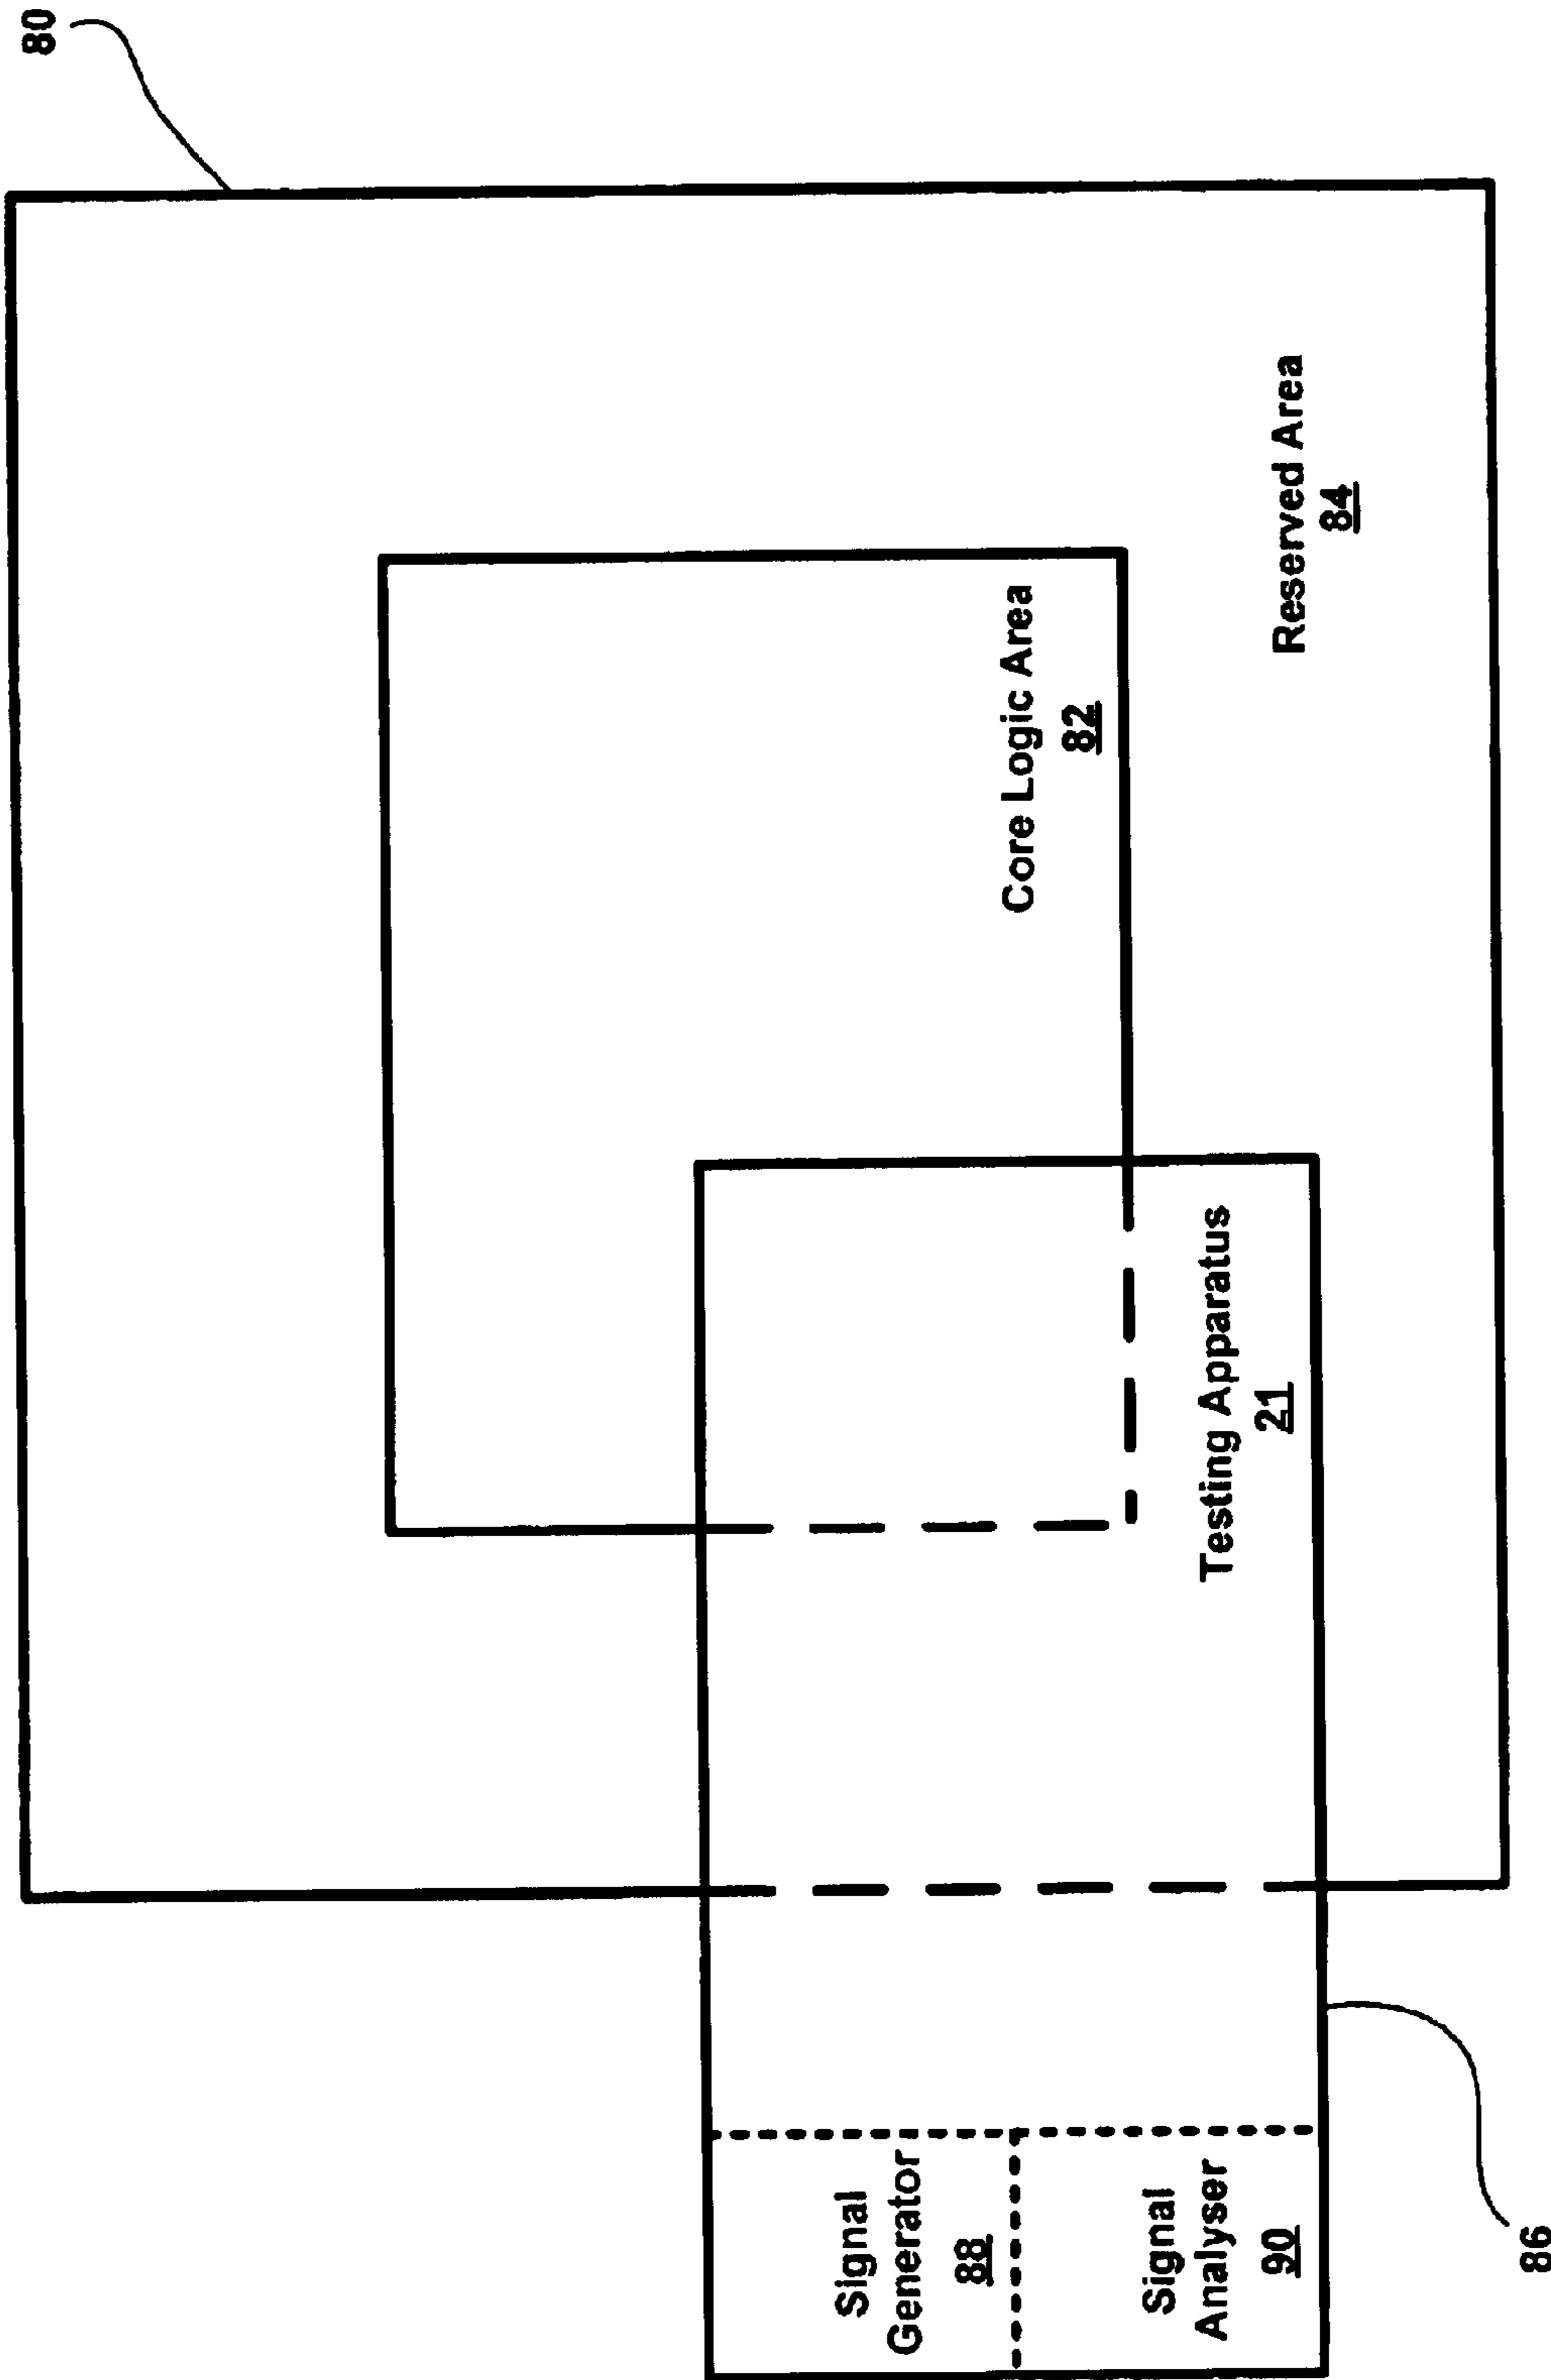 80
Signal
Generator
88
Signal
Analyser
90
Core Logic Area
82
Testing Apparatus
21
Reserved Area
84
86